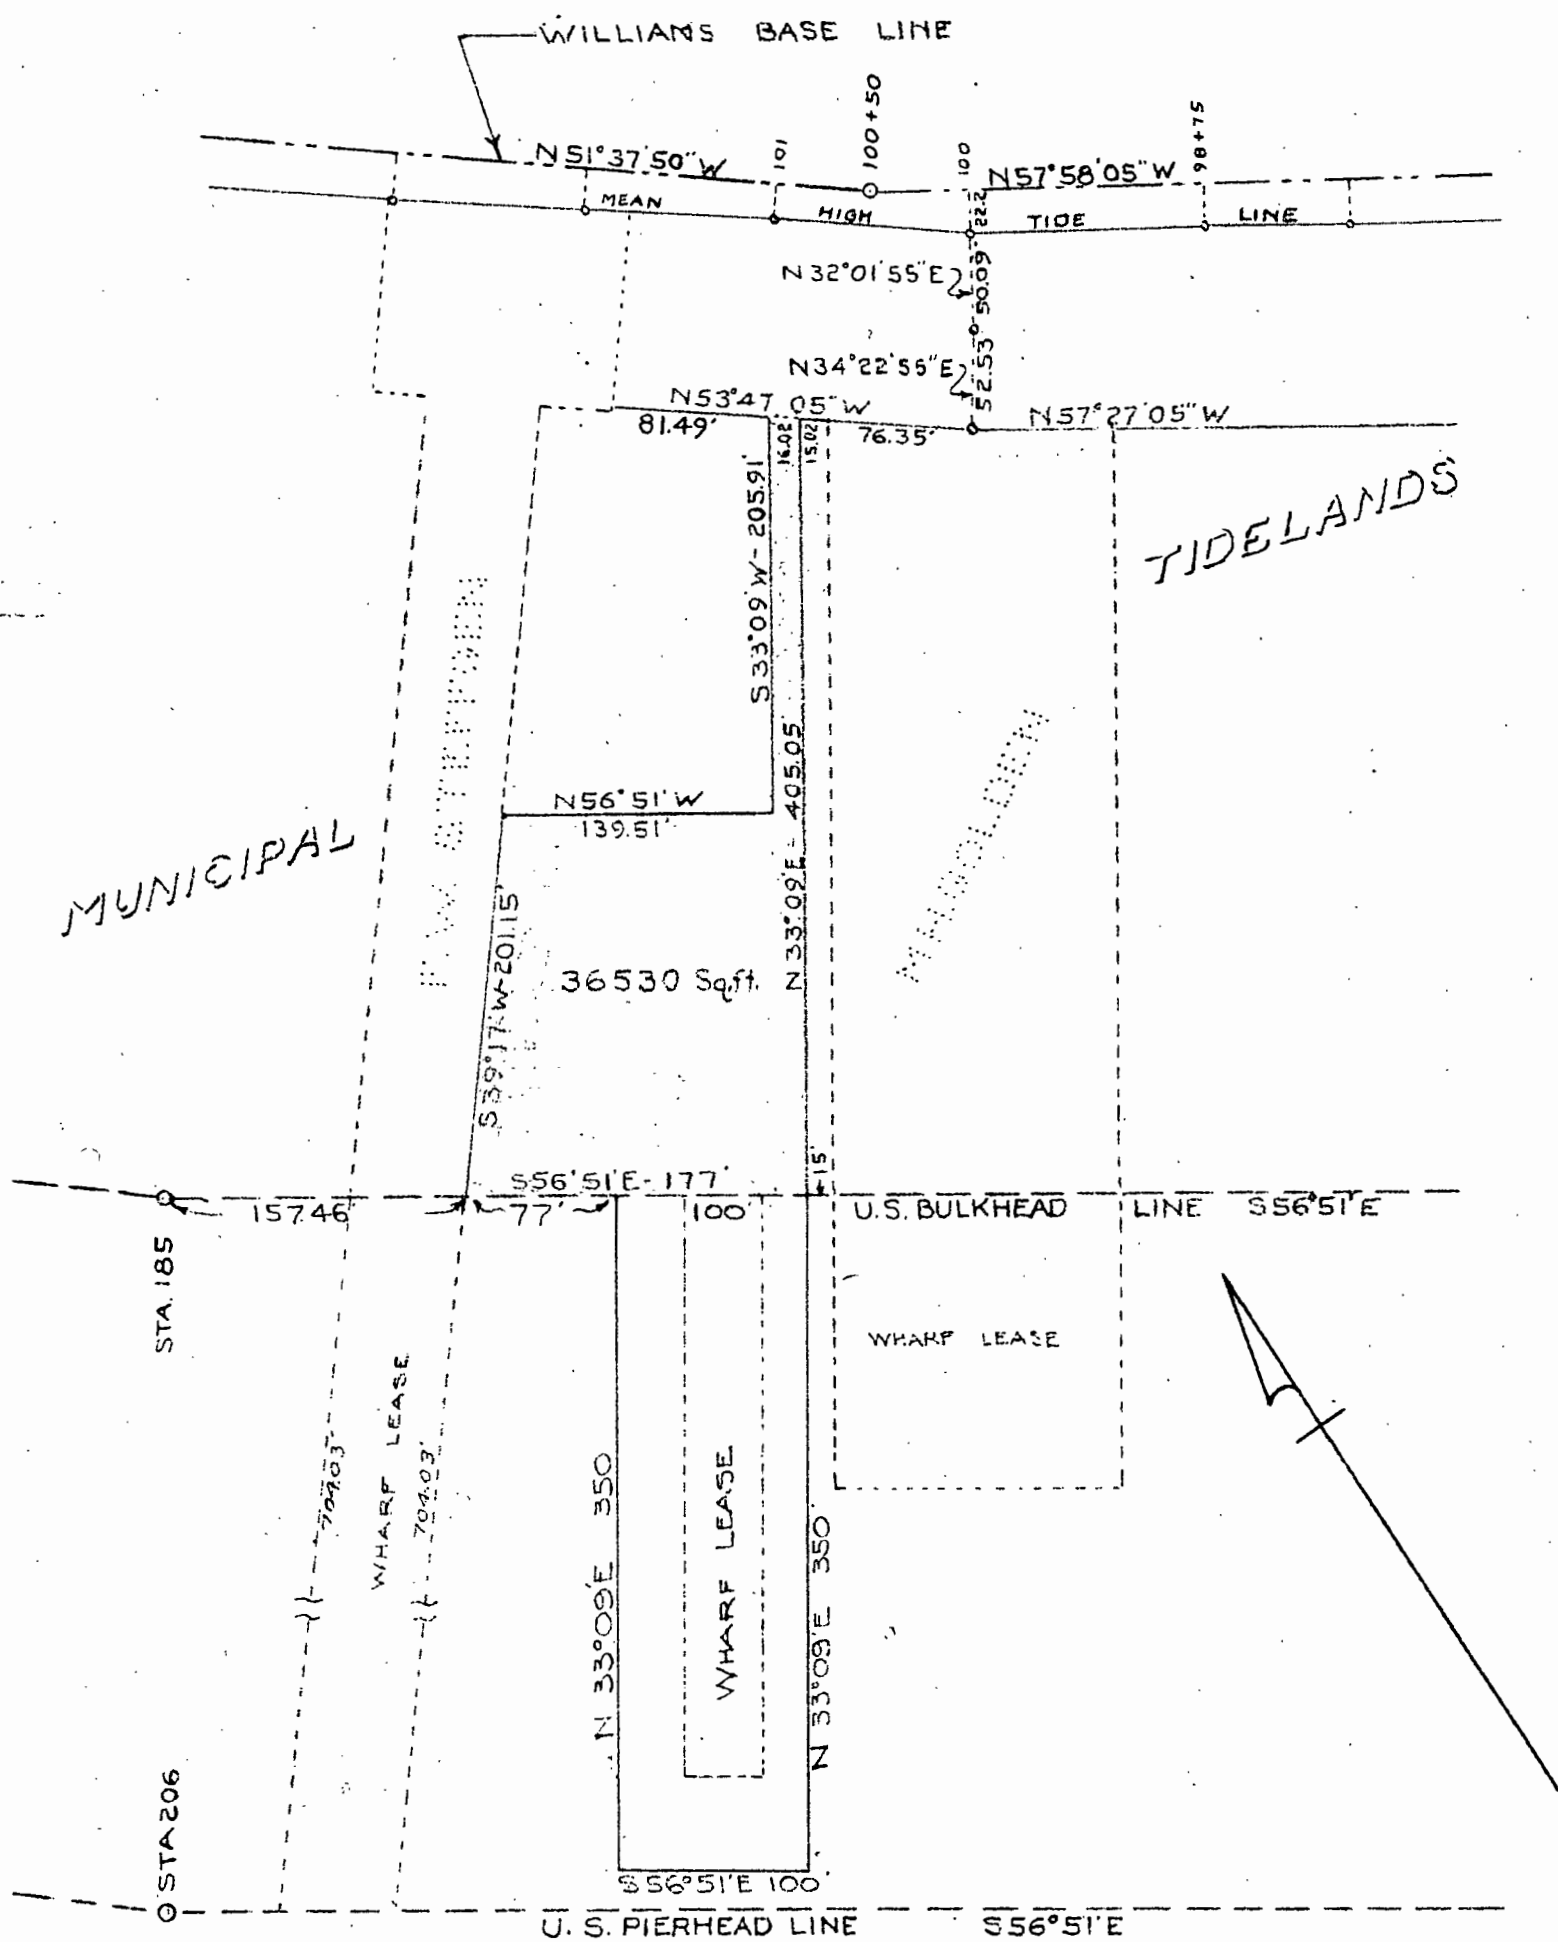 WILLIAMS BASE LINE
N 51°37'50" W
101
100+50
100
N57°58'05" W
98+75
MEAN HIGH TIDE LINE
22.2
N 32°01'55"E
50.09
N34°22'55"E
52.53
N53°47'05" W
81.49'
16.02
15.02
76.35'
N57°27'05" W
S33°09'W-205.91'
TIDELANDS
N56°51'W
139.51'
N 33°09'E - 405.05'
MUNICIPAL
S39°17'W-201.15'
36530 Sq.ft.
15'
S56°51'E-177'
157.46'
77'
100'
U.S. BULKHEAD LINE S56°51'E
STA. 185
WHARF LEASE
704.03'
WHARF LEASE
704.03'
N 33°09'E 350
WHARF LEASE
N 33°09'E 350'
STA 206
S56°51'E 100'
U. S. PIERHEAD LINE S56°51'E